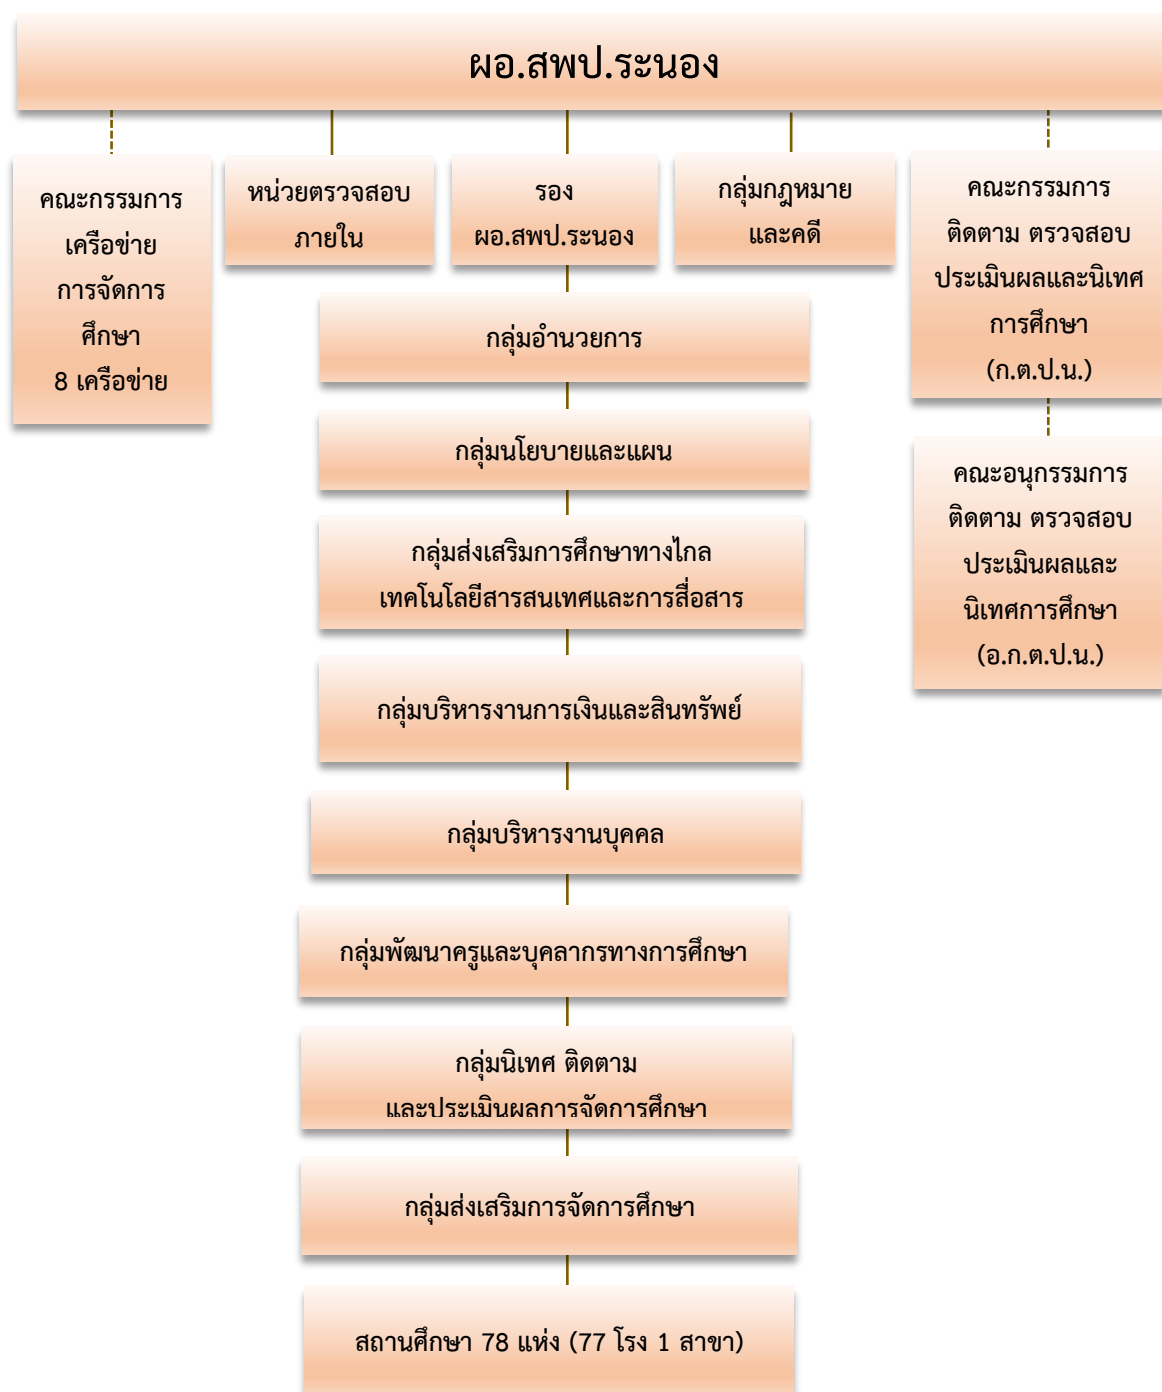 ผอ.สพป.ระนอง
คณะกรรมการ
เครือข่าย
การจัดการ
ศึกษา
8 เครือข่าย
หน่วยตรวจสอบ
ภายใน
รอง
ผอ.สพป.ระนอง
กลุ่มกฎหมาย
และคดี
คณะกรรมการ
ติดตาม ตรวจสอบ
ประเมินผลและนิเทศ
การศึกษา
(ก.ต.ป.น.)
คณะอนุกรรมการ
ติดตาม ตรวจสอบ
ประเมินผลและ
นิเทศการศึกษา
(อ.ก.ต.ป.น.)
กลุ่มอำนวยการ
กลุ่มนโยบายและแผน
กลุ่มส่งเสริมการศึกษาทางไกล
เทคโนโลยีสารสนเทศและการสื่อสาร
กลุ่มบริหารงานการเงินและสินทรัพย์
กลุ่มบริหารงานบุคคล
กลุ่มพัฒนาครูและบุคลากรทางการศึกษา
กลุ่มนิเทศ ติดตาม
และประเมินผลการจัดการศึกษา
กลุ่มส่งเสริมการจัดการศึกษา
สถานศึกษา 78 แห่ง (77 โรง 1 สาขา)